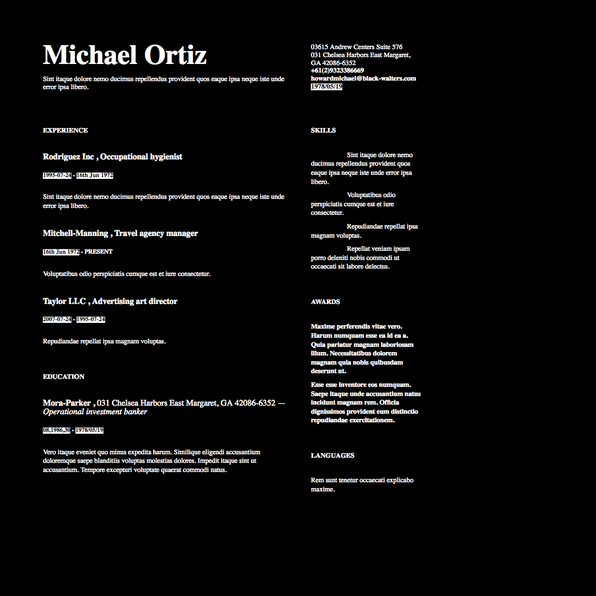 Michael Ortiz
Sint itaque dolore nemo ducimus repellendus provident quos eaque ipsa neque iste unde
error ipsa libero.
03615 Andrew Centers Suite 576
031 Chelsea Harbors East Margaret,
GA 42086-6352
+61(2)9323386669
howardmichael@black-walters.com
1978/05/19
EXPERIENCE
Rodriguez Inc , Occupational hygienist
1995-07-24 - 16th Jun 1972
Sint itaque dolore nemo ducimus repellendus provident quos eaque ipsa neque iste unde
error ipsa libero.
Mitchell-Manning , Travel agency manager
16th Jun 1972 - PRESENT
Voluptatibus odio perspiciatis cumque est et iure consectetur.
Taylor LLC , Advertising art director
2007-07-24 - 1995-07-24
Repudiandae repellat ipsa magnam voluptas.
EDUCATION
Mora-Parker , 031 Chelsea Harbors East Margaret, GA 42086-6352 —
Operational investment banker
08,1986,30 - 1978/05/19
Vero itaque eveniet quo minus expedita harum. Similique eligendi accusantium
doloremque saepe blanditiis voluptas molestias dolores. Impedit itaque sint ut
accusantium. Tempore excepturi voluptate quaerat commodi natus.
SKILLS
Sint itaque dolore nemo
ducimus repellendus provident quos
eaque ipsa neque iste unde error ipsa
libero.
Voluptatibus odio
perspiciatis cumque est et iure
consectetur.
Repudiandae repellat ipsa
magnam voluptas.
Repellat veniam ipsam
porro deleniti nobis commodi ut
occaecati sit labore delectus.
AWARDS
Maxime perferendis vitae vero.
Harum numquam esse ea id ea a.
Quia pariatur magnam laboriosam
illum. Necessitatibus dolorem
magnam quia nobis quibusdam
deserunt ut.
Esse esse inventore eos numquam.
Saepe itaque unde accusantium natus
incidunt magnam rem. Officia
dignissimos provident eum distinctio
repudiandae exercitationem.
LANGUAGES
Rem sunt tenetur occaecati explicabo
maxime.